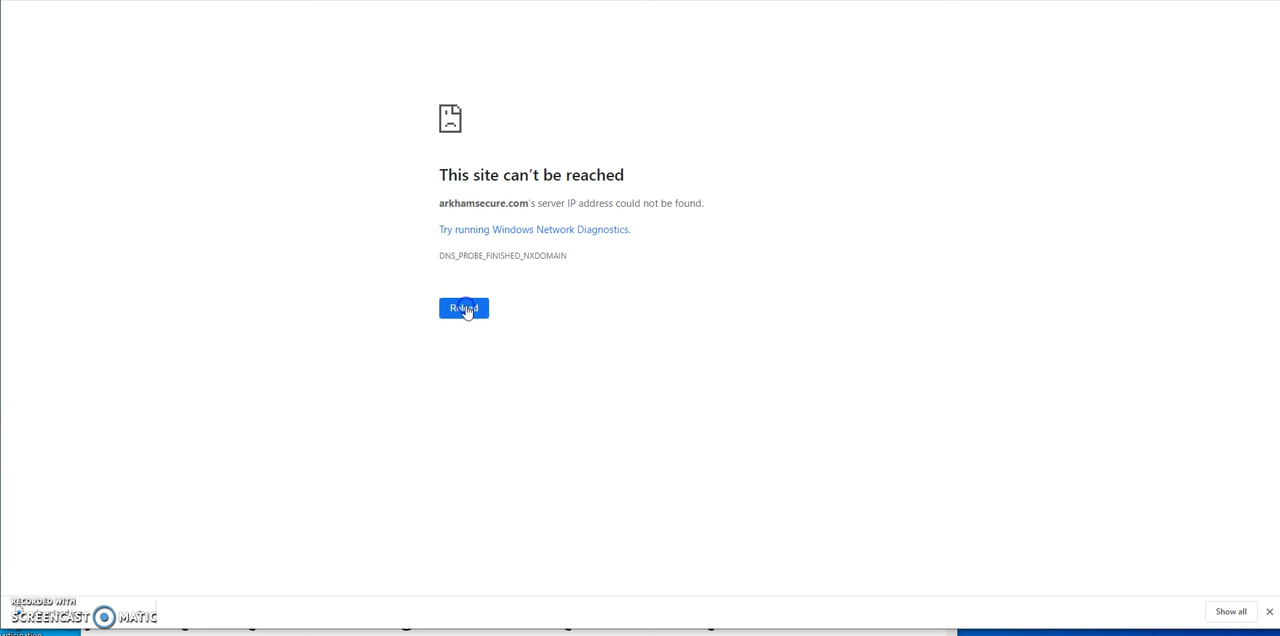 This site can't be reached
arkhamsecure.com's server IP address could not be found.
Try running Windows Network Diagnostics.
DNS_PROBE_FINISHED_NXDOMAIN
Reload
RECORDED WITH
SCREENCAST MATIC
Show all